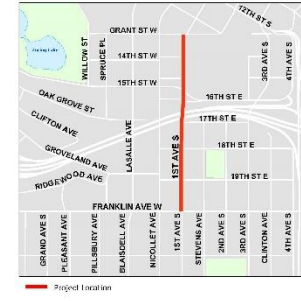 12TH ST S
GRANT ST W
WILLOW ST
SPRUCE PL
14TH ST W
3RD AVE S
4TH AVE S
15TH ST W
OAK GROVE ST
16TH ST E
17TH ST E
CLIFTON AVE
LASALLE AVE
1ST AVE S
18TH ST E
GROVELAND AVE
RIDGEWOOD AVE
19TH ST E
FRANKLIN AVE W
GRAND AVE S
PLEASANT AVE
PILLSBURY AVE
BLAISDELL AVE
NICOLLET AVE
1ST AVE S
STEVENS AVE
2ND AVE S
3RD AVE S
CLINTON AVE
4TH AVE S
Project Location